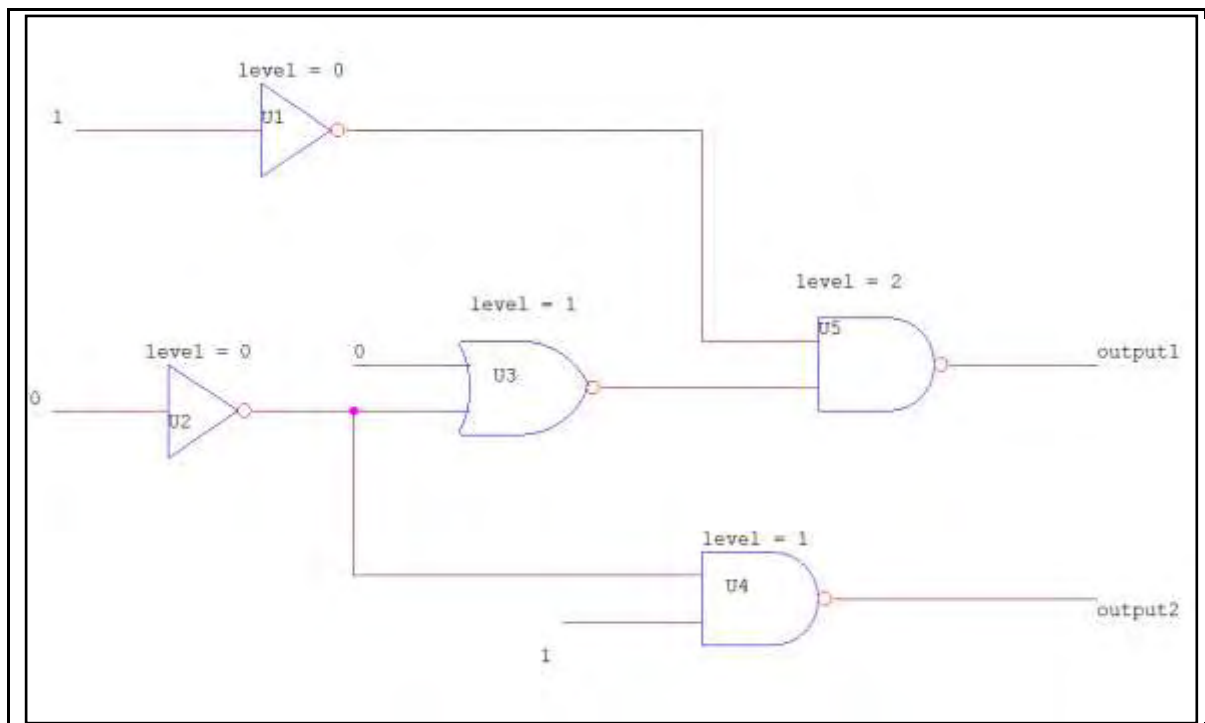 level = 0
1
U1
level = 2
level = 1
U5
level = 0
0
output1
U3
0
U2
level = 1
U4
output2
1